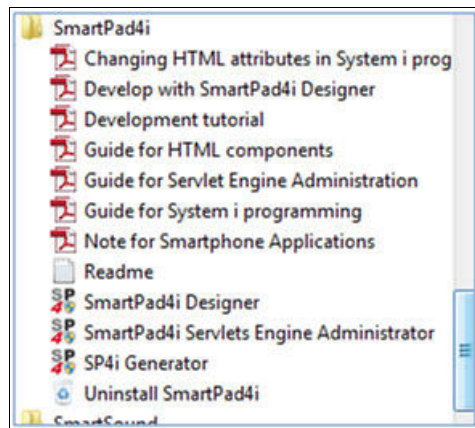 SmartPad4i
Changing HTML attributes in System i prog
Develop with SmartPad4i Designer
Development tutorial
Guide for HTML components
Guide for Servlet Engine Administration
Guide for System i programming
Note for Smartphone Applications
Readme
SmartPad4i Designer
SmartPad4i Servlets Engine Administrator
SP4i Generator
Uninstall SmartPad4i
SmartSound